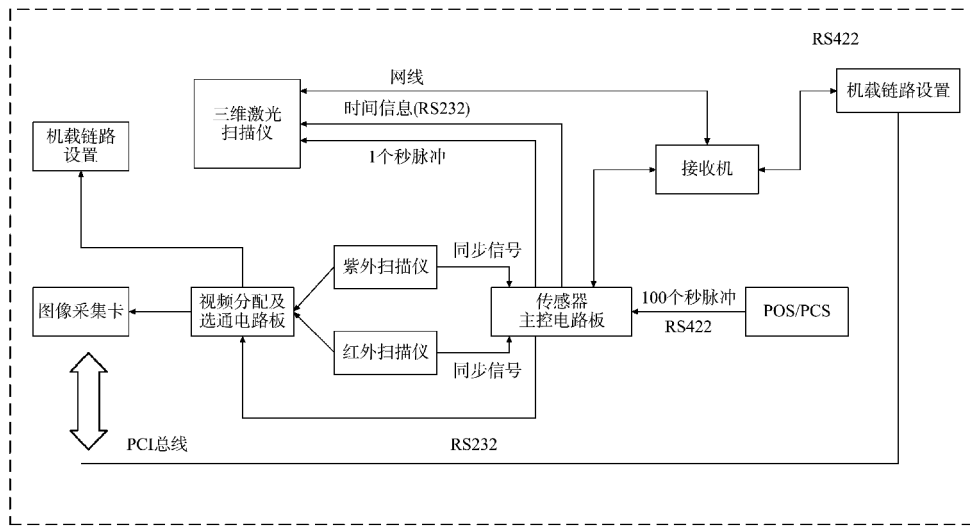 RS422
网线
三维激光
扫描仪
时间信息(RS232)
1个秒脉冲
机载链路设置
机载链路
设置
接收机
同步信号
紫外扫描仪
图像采集卡
视频分配及
选通电路板
传感器
主控电路板
100个秒脉冲
RS422
POS/PCS
红外扫描仪
同步信号
PCI总线
RS232